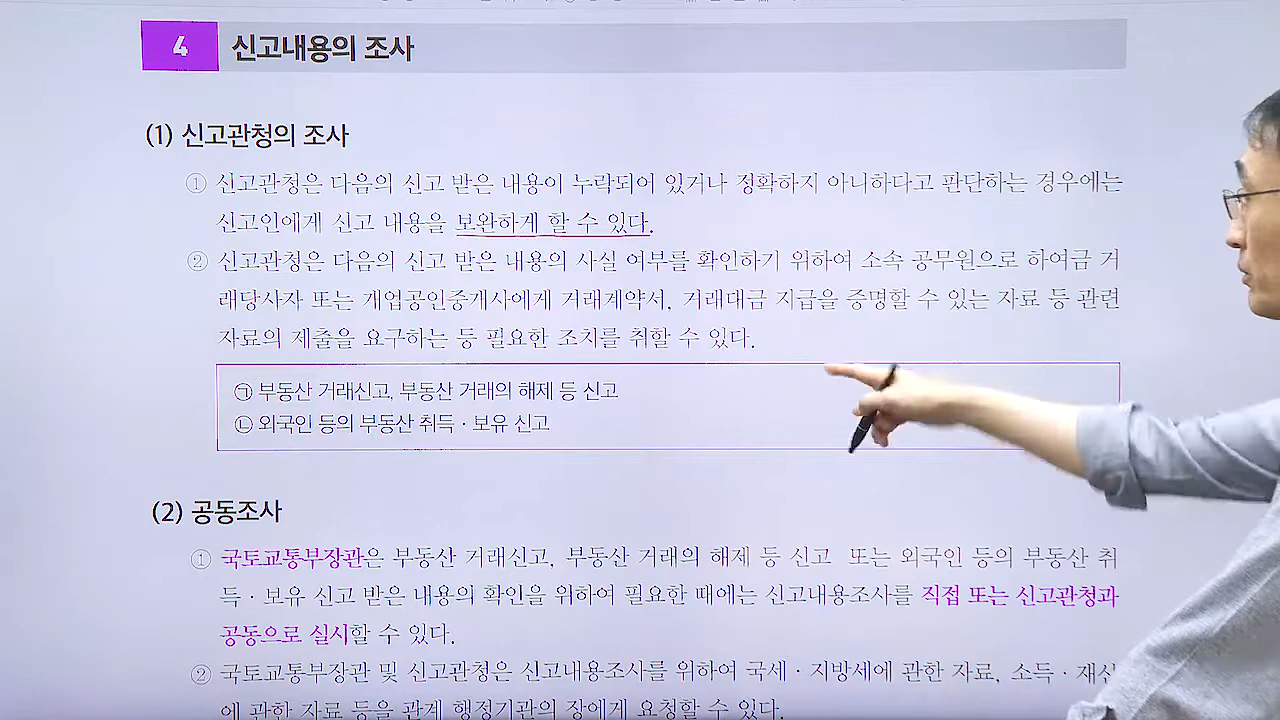 4 신고내용의 조사
(1) 신고관청의 조사
① 신고관청은 다음의 신고 받은 내용이 누락되어 있거나 정확하지 아니하다고 판단하는 경우에는
신고인에게 신고 내용을 보완하게 할 수 있다.
② 신고관청은 다음의 신고 받은 내용의 사실 여부를 확인하기 위하여 소속 공무원으로 하여금 거
래당사자 또는 개업공인중개사에게 거래계약서, 거래대금 지급을 증명할 수 있는 자료 등 관련
자료의 제출을 요구하는 등 필요한 조치를 취할 수 있다.
㉠ 부동산 거래신고, 부동산 거래의 해제 등 신고
㉡ 외국인 등의 부동산 취득 · 보유 신고
(2) 공동조사
① 국토교통부장관은 부동산 거래신고, 부동산 거래의 해제 등 신고 또는 외국인 등의 부동산 취
득 · 보유 신고 받은 내용의 확인을 위하여 필요한 때에는 신고내용조사를 직접 또는 신고관청과
공동으로 실시할 수 있다.
② 국토교통부장관 및 신고관청은 신고내용조사를 위하여 국세 · 지방세에 관한 자료, 소득 · 재산
에 관한 자료 등을 관계 행정기관의 장에게 요청할 수 있다.